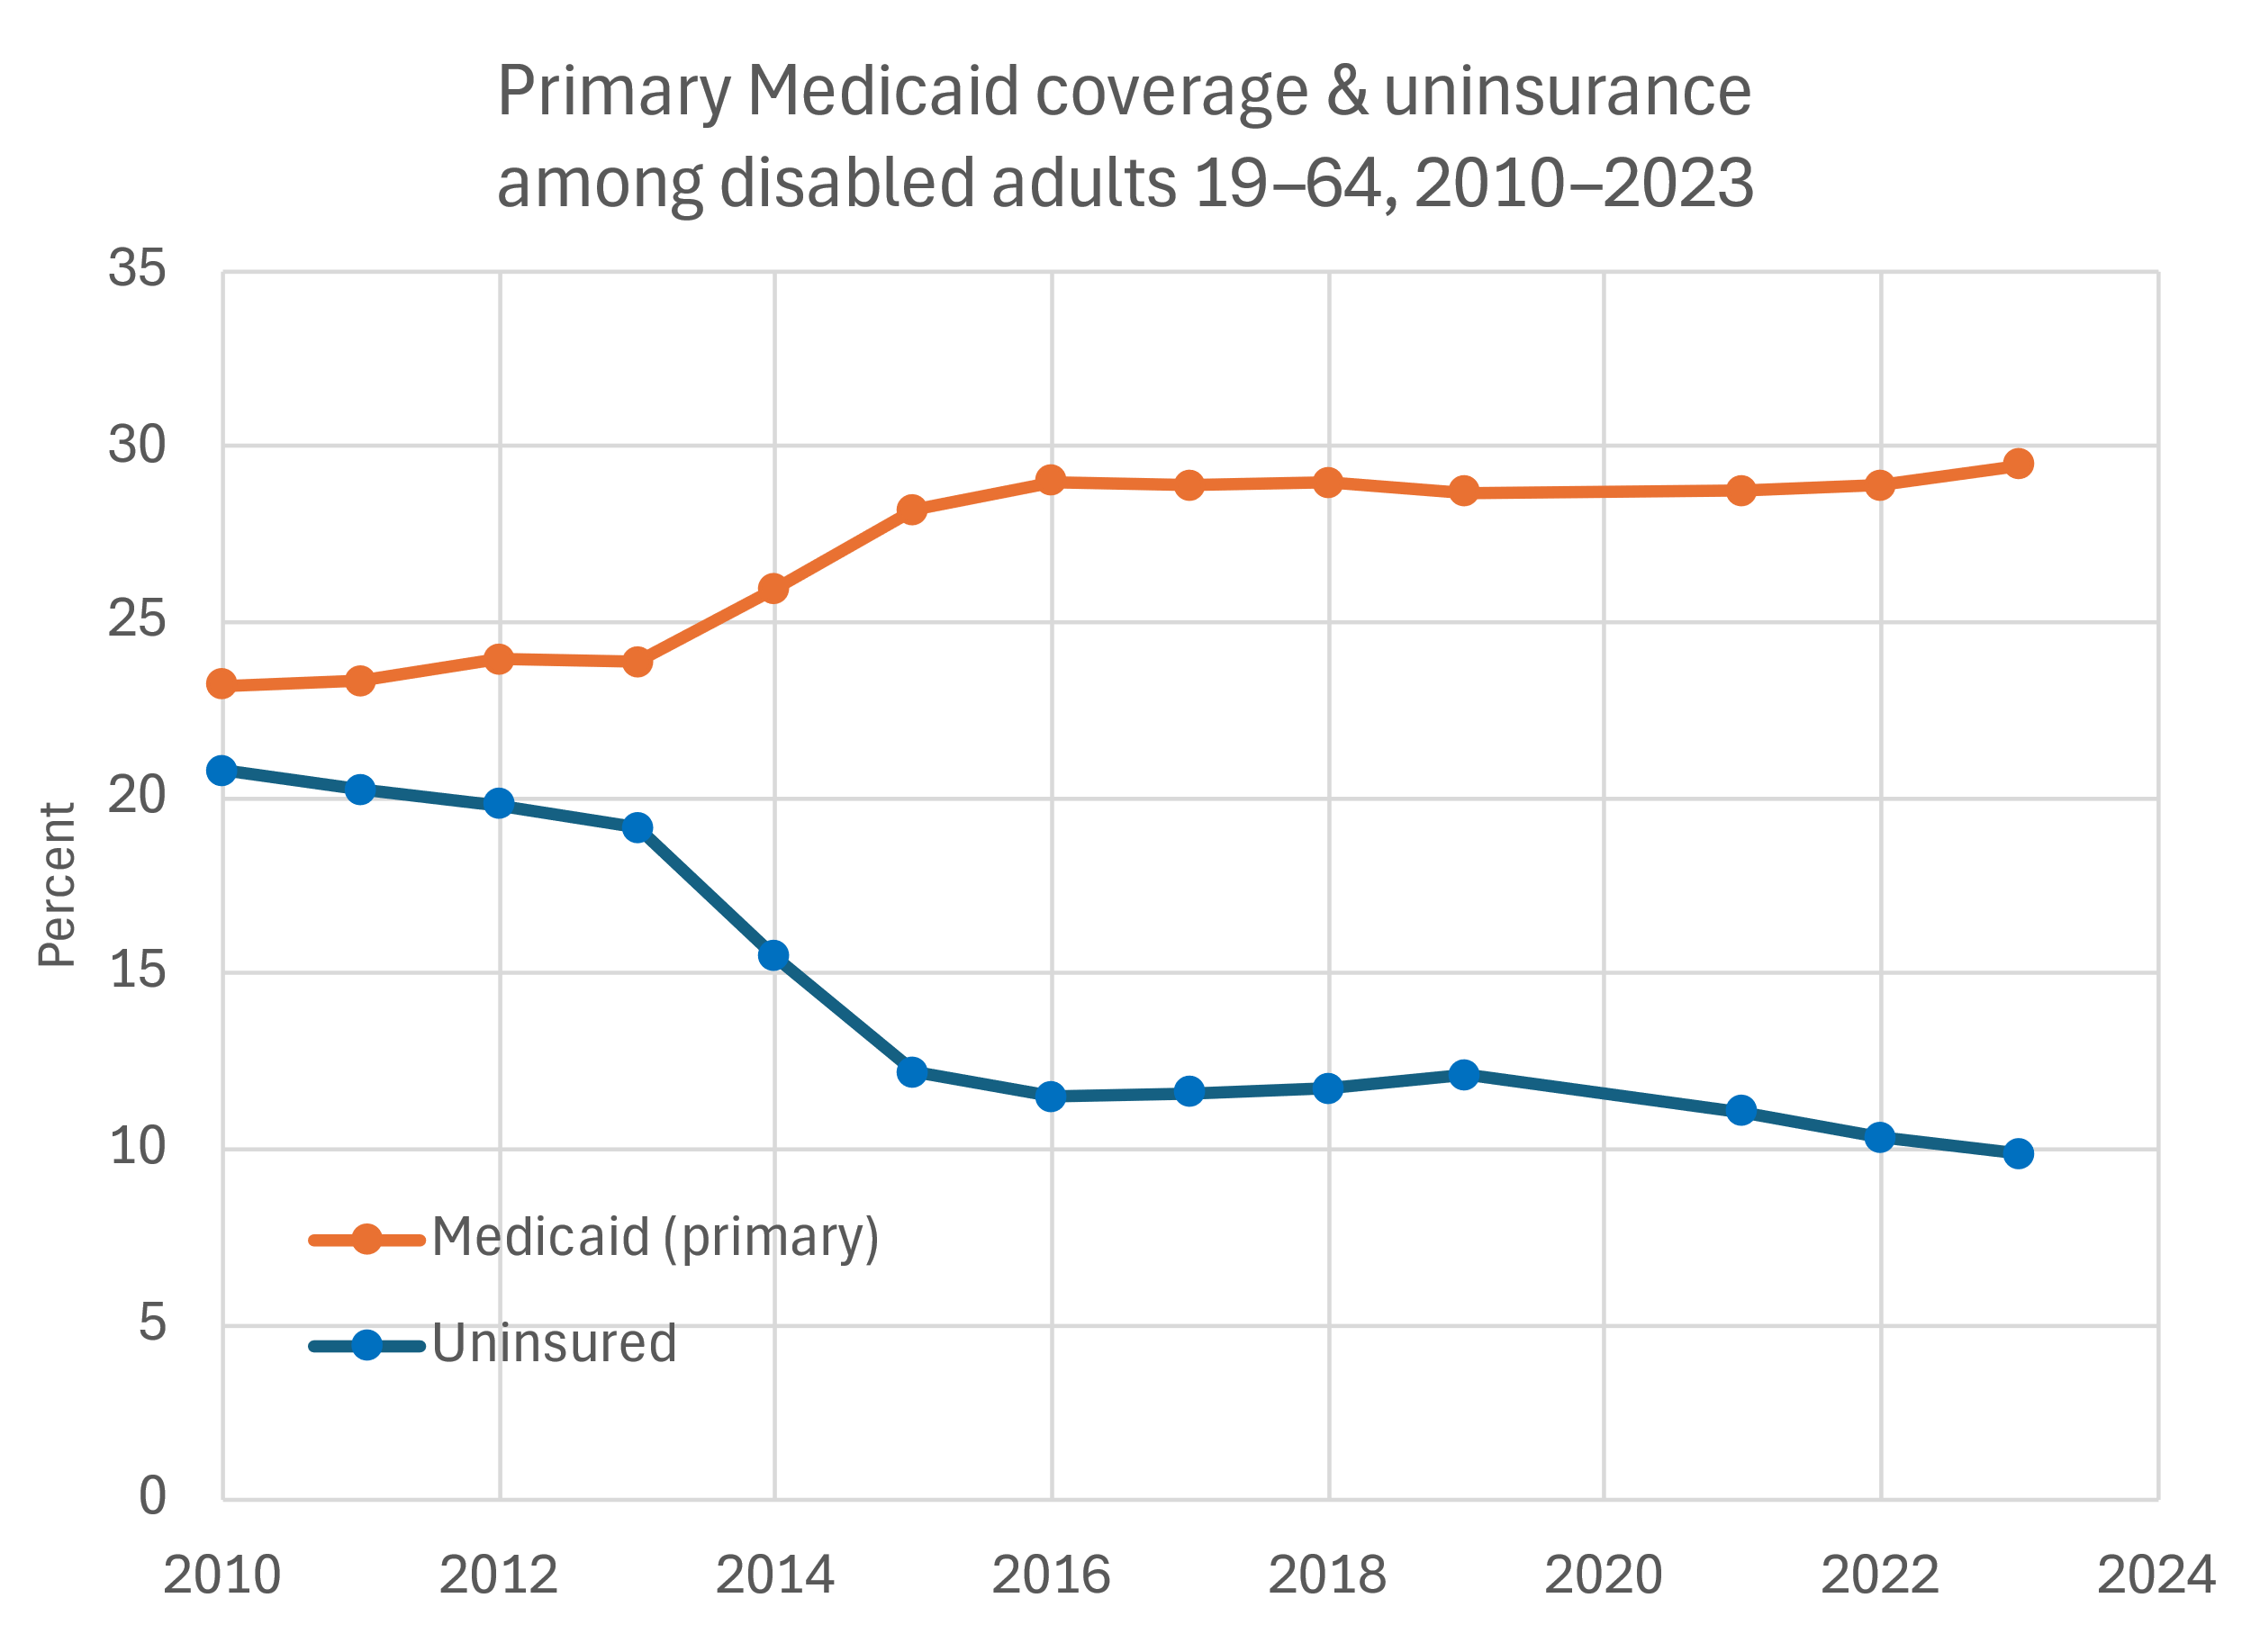 Primary Medicaid coverage & uninsurance
among disabled adults 19–64, 2010–2023
35
30
25
20
15
10
5
0
Percent
Medicaid (primary)
Uninsured
2010 2012 2014 2016 2018 2020 2022 2024